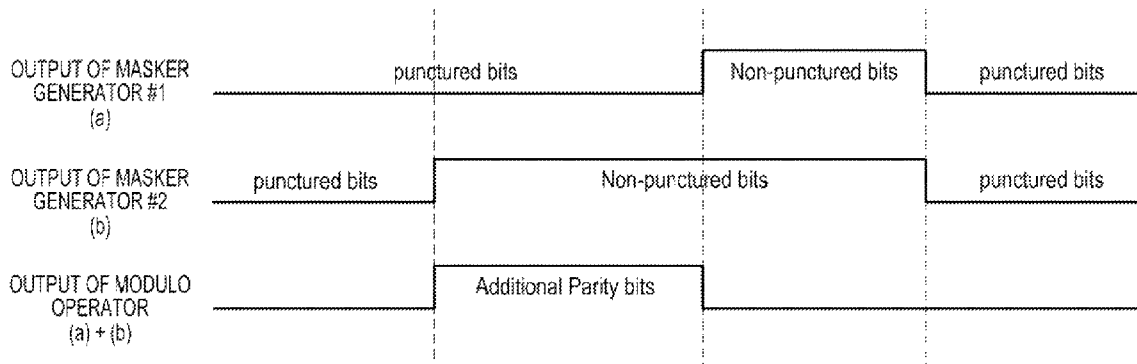 OUTPUT OF MASKER
GENERATOR #1
(a)
punctured bits
Non-punctured bits
punctured bits
OUTPUT OF MASKER
GENERATOR #2
(b)
punctured bits
Non-punctured bits
punctured bits
OUTPUT OF MODULO
OPERATOR
(a) + (b)
Additional Parity bits